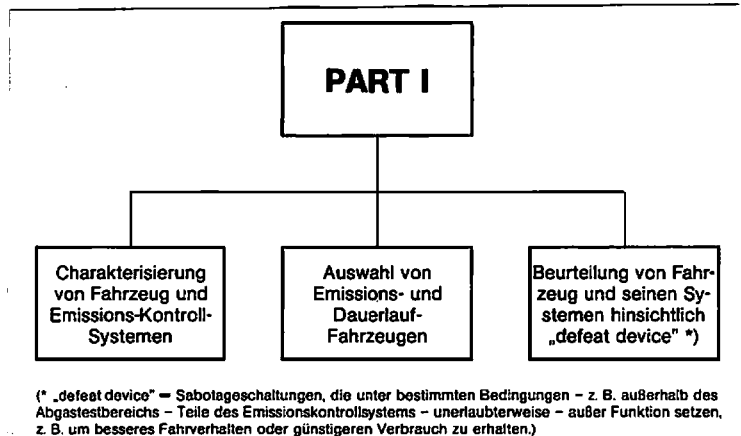 PART I
Charakterisierung
von Fahrzeug und
Emissions-Kontroll-
Systemen
Auswahl von
Emissions- und
Dauerlauf-
Fahrzeugen
Beurteilung von Fahr-
zeug und seinen Sy-
stemen hinsichtlich
„defeat device" *)
(* „defeat device" = Sabotageschaltungen, die unter bestimmten Bedingungen – z. B. außerhalb des
Abgastestbereichs – Teile des Emissionskontrollsystems – unerlaubterweise – außer Funktion setzen,
z. B. um besseres Fahrverhalten oder günstigeren Verbrauch zu erhalten.)